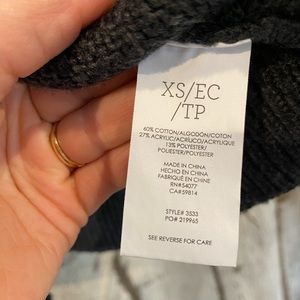 XS/EC
/TP
60% COTTON/ALGODÓN/COTON
27% ACRYLIC/ACRÍLICO/ACRYLIQUE
13% POLYESTER/
POLIÉSTER/POLYESTER
MADE IN CHINA
HECHO EN CHINA
FABRIQUÉ EN CHINE
RN#54077
CA#59814
STYLE# 3533
PO# 219965
SEE REVERSE FOR CARE